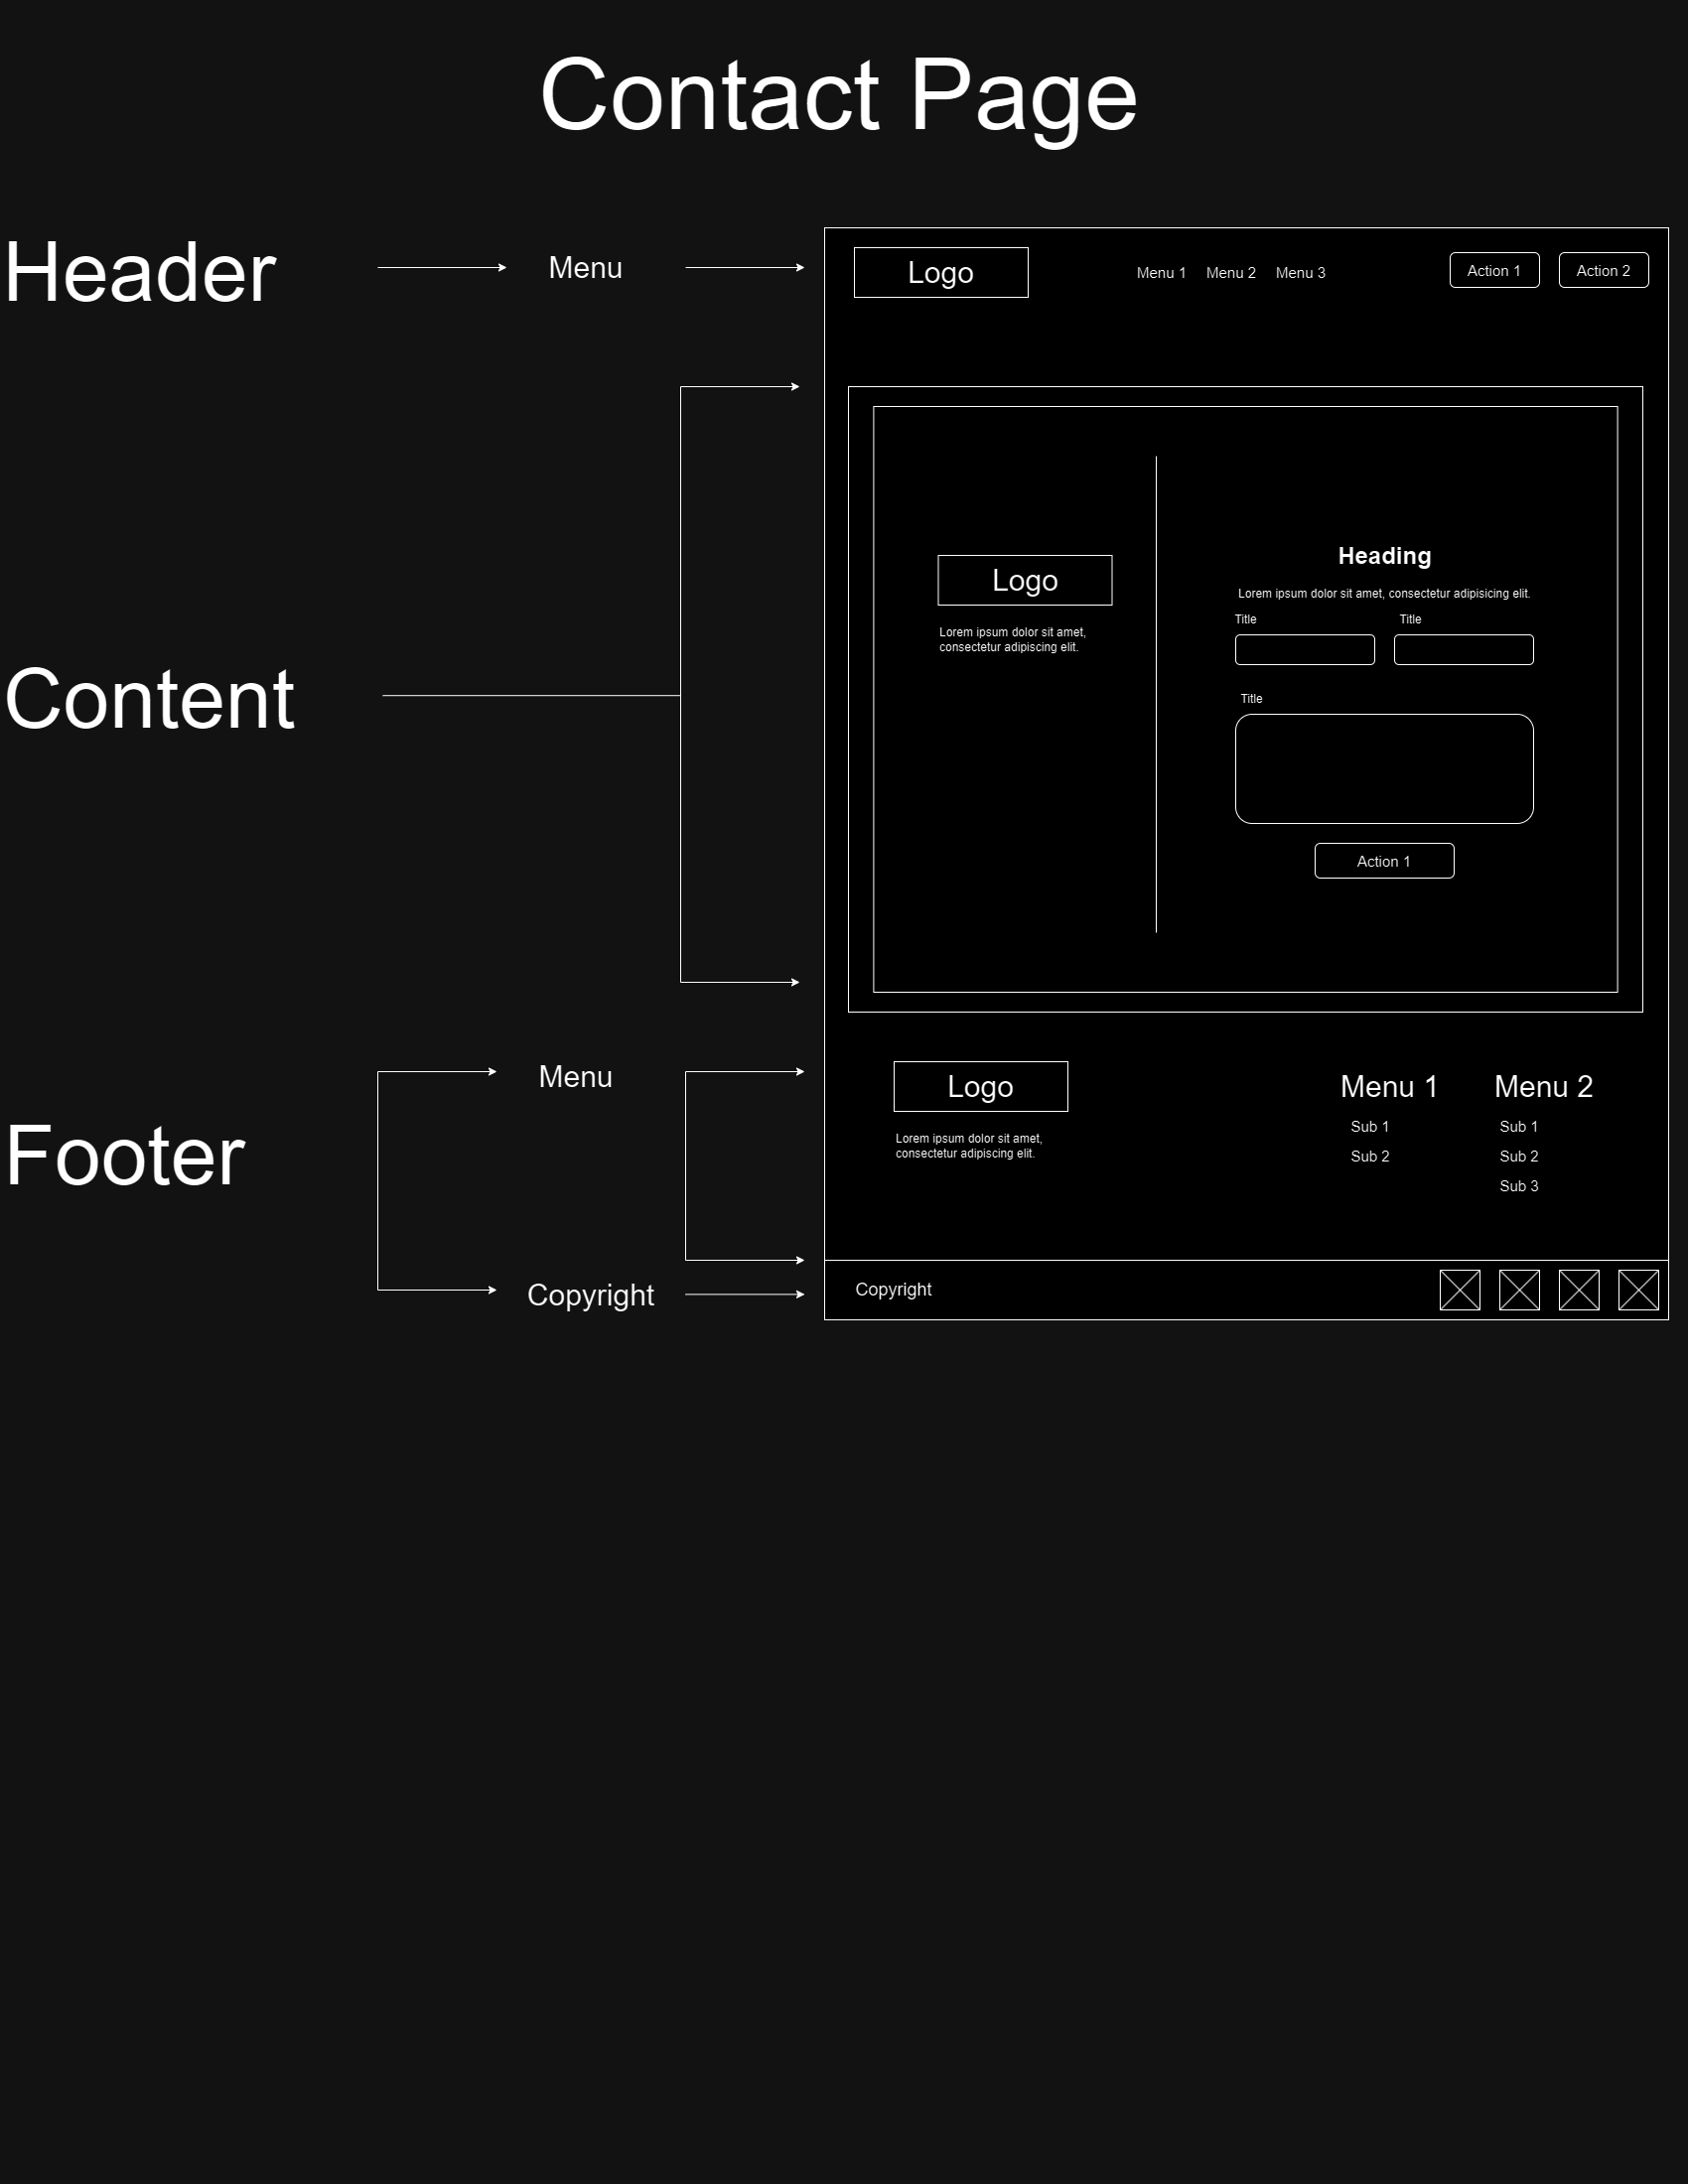 Contact Page
Header
Menu
Logo
Menu 1
Menu 2
Menu 3
Action 1
Action 2
Content
Logo
Lorem ipsum dolor sit amet,
consectetur adipiscing elit.
Heading
Lorem ipsum dolor sit amet, consectetur adipisicing elit.
Title
Title
Title
Action 1
Footer
Menu
Logo
Lorem ipsum dolor sit amet,
consectetur adipiscing elit.
Menu 1
Sub 1
Sub 2
Menu 2
Sub 1
Sub 2
Sub 3
Copyright
Copyright